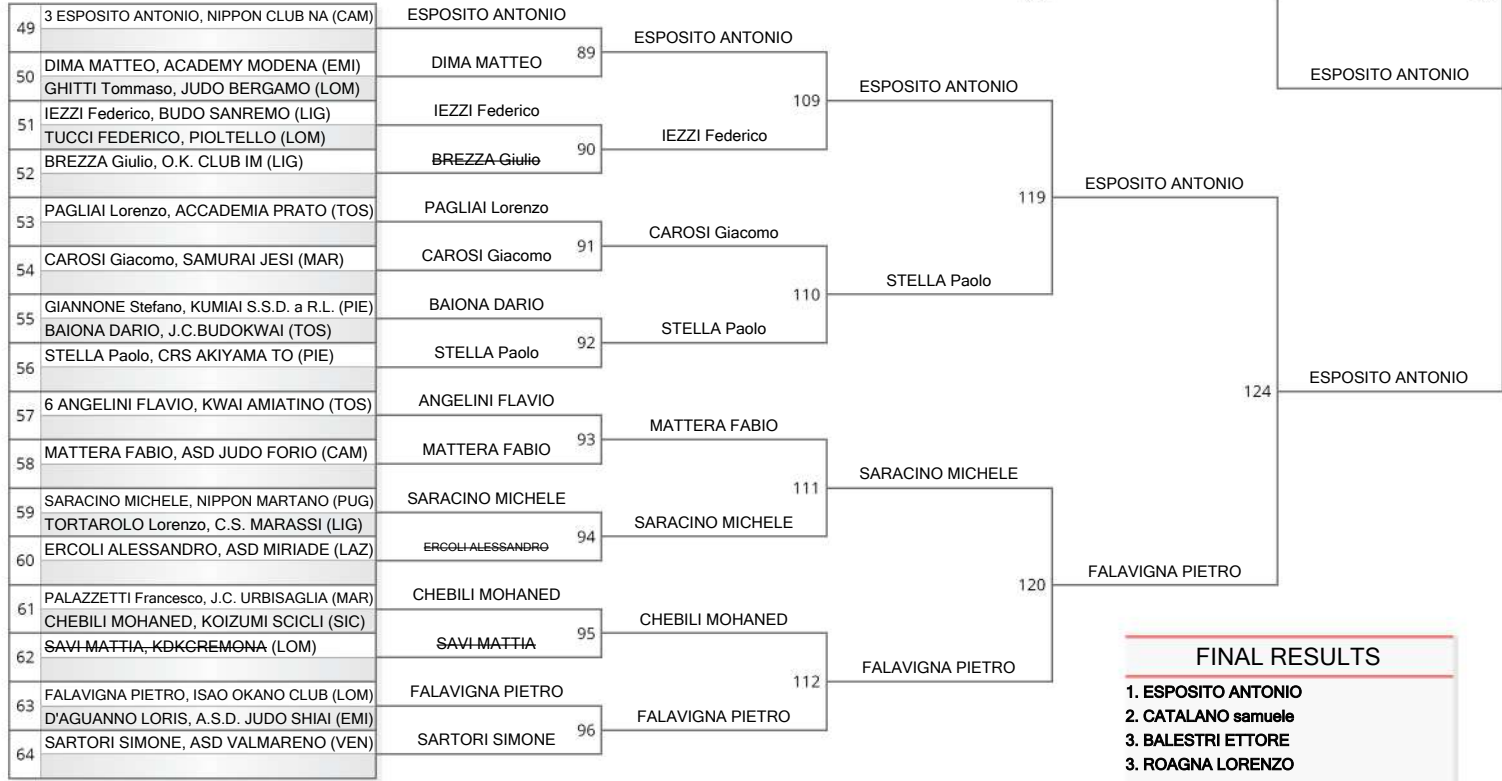 49
3 ESPOSITO ANTONIO, NIPPON CLUB NA (CAM)
50
DIMA MATTEO, ACADEMY MODENA (EMI)
GHITTI Tommaso, JUDO BERGAMO (LOM)
51
IEZZI Federico, BUDO SANREMO (LIG)
TUCCI FEDERICO, PIOLTELLO (LOM)
52
BREZZA Giulio, O.K. CLUB IM (LIG)
53
PAGLIAI Lorenzo, ACCADEMIA PRATO (TOS)
54
CAROSI Giacomo, SAMURAI JESI (MAR)
55
GIANNONE Stefano, KUMIAI S.S.D. a R.L. (PIE)
BAIONA DARIO, J.C.BUDOKWAI (TOS)
56
STELLA Paolo, CRS AKIYAMA TO (PIE)
57
6 ANGELINI FLAVIO, KWAI AMIATINO (TOS)
58
MATTERA FABIO, ASD JUDO FORIO (CAM)
59
SARACINO MICHELE, NIPPON MARTANO (PUG)
TORTAROLO Lorenzo, C.S. MARASSI (LIG)
60
ERCOLI ALESSANDRO, ASD MIRIADE (LAZ)
61
PALAZZETTI Francesco, J.C. URBISAGLIA (MAR)
CHEBILI MOHANED, KOIZUMI SCICLI (SIC)
62
SAVI MATTIA, KDKCREMONA (LOM)
63
FALAVIGNA PIETRO, ISAO OKANO CLUB (LOM)
D'AGUANNO LORIS, A.S.D. JUDO SHIAI (EMI)
64
SARTORI SIMONE, ASD VALMARENO (VEN)
ESPOSITO ANTONIO
89
DIMA MATTEO
IEZZI Federico
90
BREZZA Giulio
PAGLIAI Lorenzo
91
CAROSI Giacomo
BAIONA DARIO
92
STELLA Paolo
ANGELINI FLAVIO
93
MATTERA FABIO
SARACINO MICHELE
94
ERCOLI ALESSANDRO
CHEBILI MOHANED
95
SAVI MATTIA
FALAVIGNA PIETRO
96
SARTORI SIMONE
ESPOSITO ANTONIO
109
IEZZI Federico
CAROSI Giacomo
110
STELLA Paolo
MATTERA FABIO
111
SARACINO MICHELE
CHEBILI MOHANED
112
FALAVIGNA PIETRO
ESPOSITO ANTONIO
119
STELLA Paolo
SARACINO MICHELE
120
FALAVIGNA PIETRO
ESPOSITO ANTONIO
124
FALAVIGNA PIETRO
ESPOSITO ANTONIO
ESPOSITO ANTONIO
FINAL RESULTS
1. ESPOSITO ANTONIO
2. CATALANO samuele
3. BALESTRI ETTORE
3. ROAGNA LORENZO